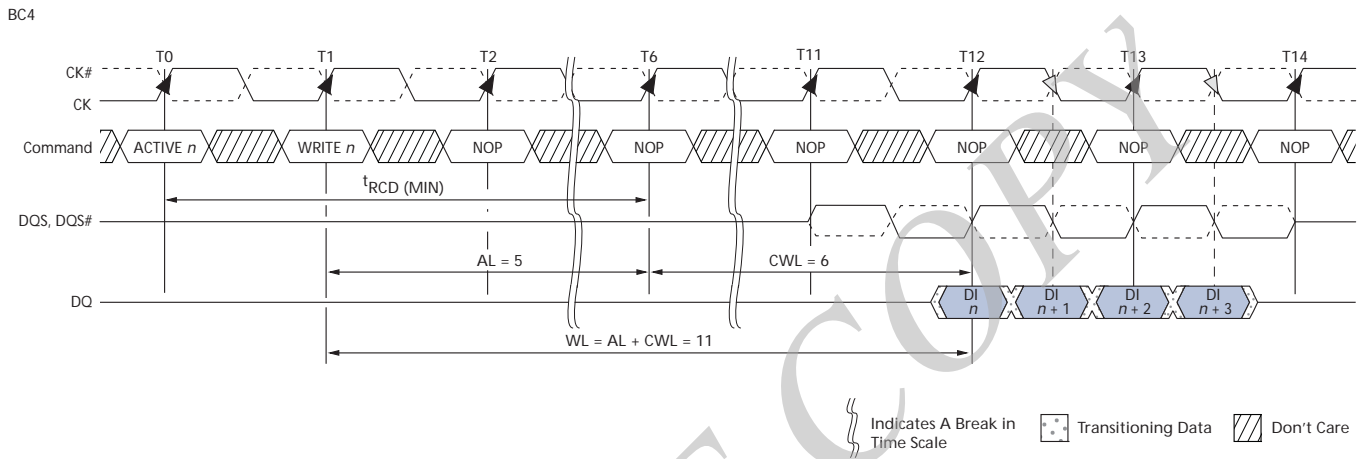 BC4
T0 T1 T2 T6 T11 T12 T13 T14
CK#
CK
Command ACTIVE n WRITE n NOP NOP NOP NOP NOP NOP
tRCD (MIN)
DQS, DQS#
AL = 5 CWL = 6
DQ DI n DI n + 1 DI n + 2 DI n + 3
WL = AL + CWL = 11
Indicates A Break in
Time Scale
Transitioning Data
Don't Care
COPY